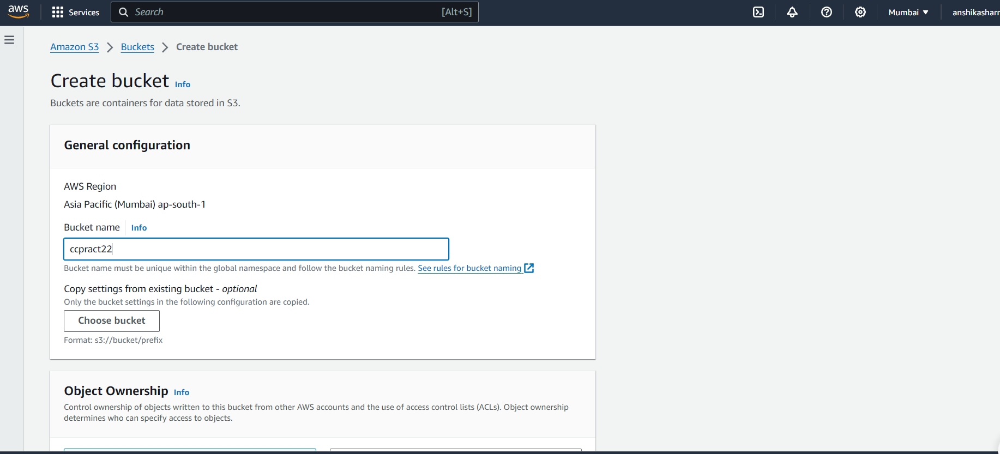 aws
Services
Search
[Alt+S]
Mumbai ▼
anshikasharm
Amazon S3 > Buckets > Create bucket
Create bucket Info
Buckets are containers for data stored in S3.
General configuration
AWS Region
Asia Pacific (Mumbai) ap-south-1
Bucket name Info
ccpract22
Bucket name must be unique within the global namespace and follow the bucket naming rules. See rules for bucket naming
Copy settings from existing bucket - optional
Only the bucket settings in the following configuration are copied.
Choose bucket
Format: s3://bucket/prefix
Object Ownership Info
Control ownership of objects written to this bucket from other AWS accounts and the use of access control lists (ACLs). Object ownership
determines who can specify access to objects.